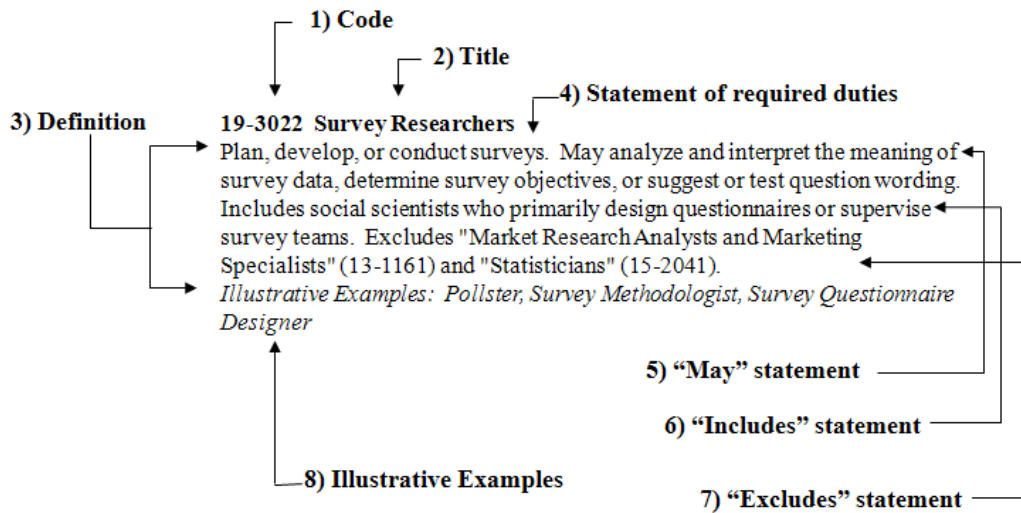 1) Code
2) Title
4) Statement of required duties
3) Definition
19-3022 Survey Researchers
Plan, develop, or conduct surveys. May analyze and interpret the meaning of
survey data, determine survey objectives, or suggest or test question wording.
Includes social scientists who primarily design questionnaires or supervise
survey teams. Excludes "Market Research Analysts and Marketing
Specialists" (13-1161) and "Statisticians" (15-2041).
Illustrative Examples: Pollster, Survey Methodologist, Survey Questionnaire
Designer
5) “May” statement
6) “Includes” statement
8) Illustrative Examples
7) “Excludes” statement